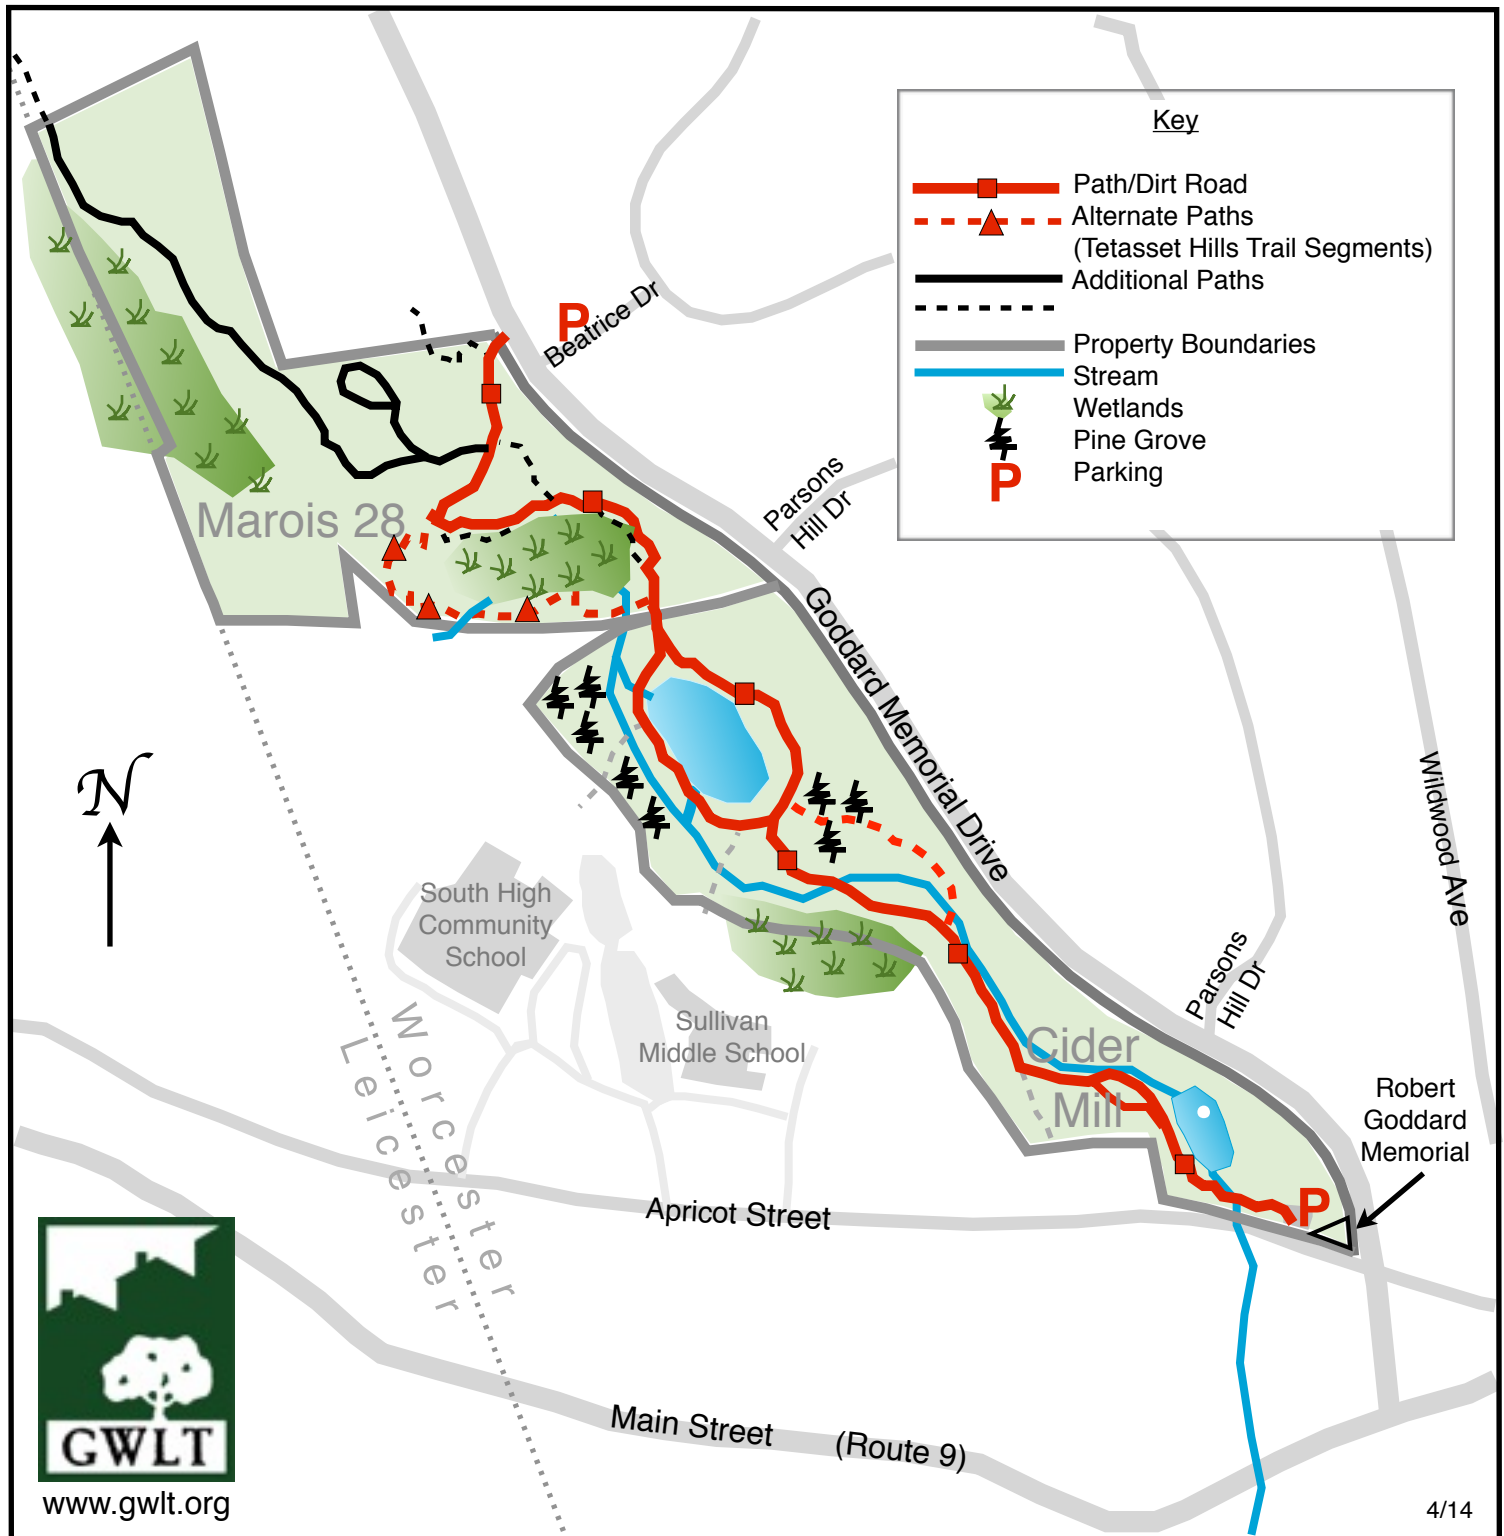 Key
Path/Dirt Road
Alternate Paths
(Tetasset Hills Trail Segments)
Additional Paths
Property Boundaries
Stream
Wetlands
Pine Grove
P
Parking
P
Beatrice Dr
Parsons
Hill Dr
Marois 28
Goddard Memorial Drive
N
Wildwood Ave
South High
Community
School
Parsons
Hill Dr
Sullivan
Middle School
Worcester
Leicester
Cider
Mill
Robert
Goddard
Memorial
P
Apricot Street
Main Street (Route 9)
GWLT
www.gwlt.org
4/14